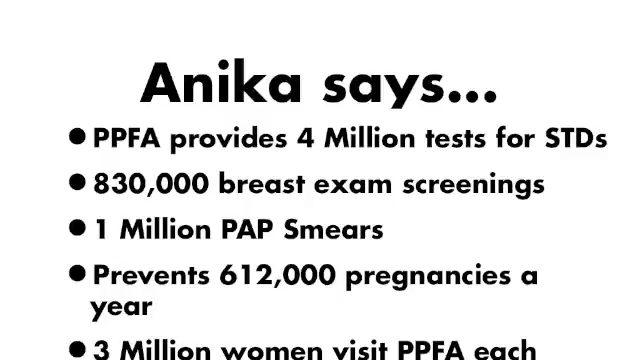 Anika says...
●PPFA provides 4 Million tests for STDs
●830,000 breast exam screenings
●1 Million PAP Smears
●Prevents 612,000 pregnancies a
year
●3 Million women visit PPFA each